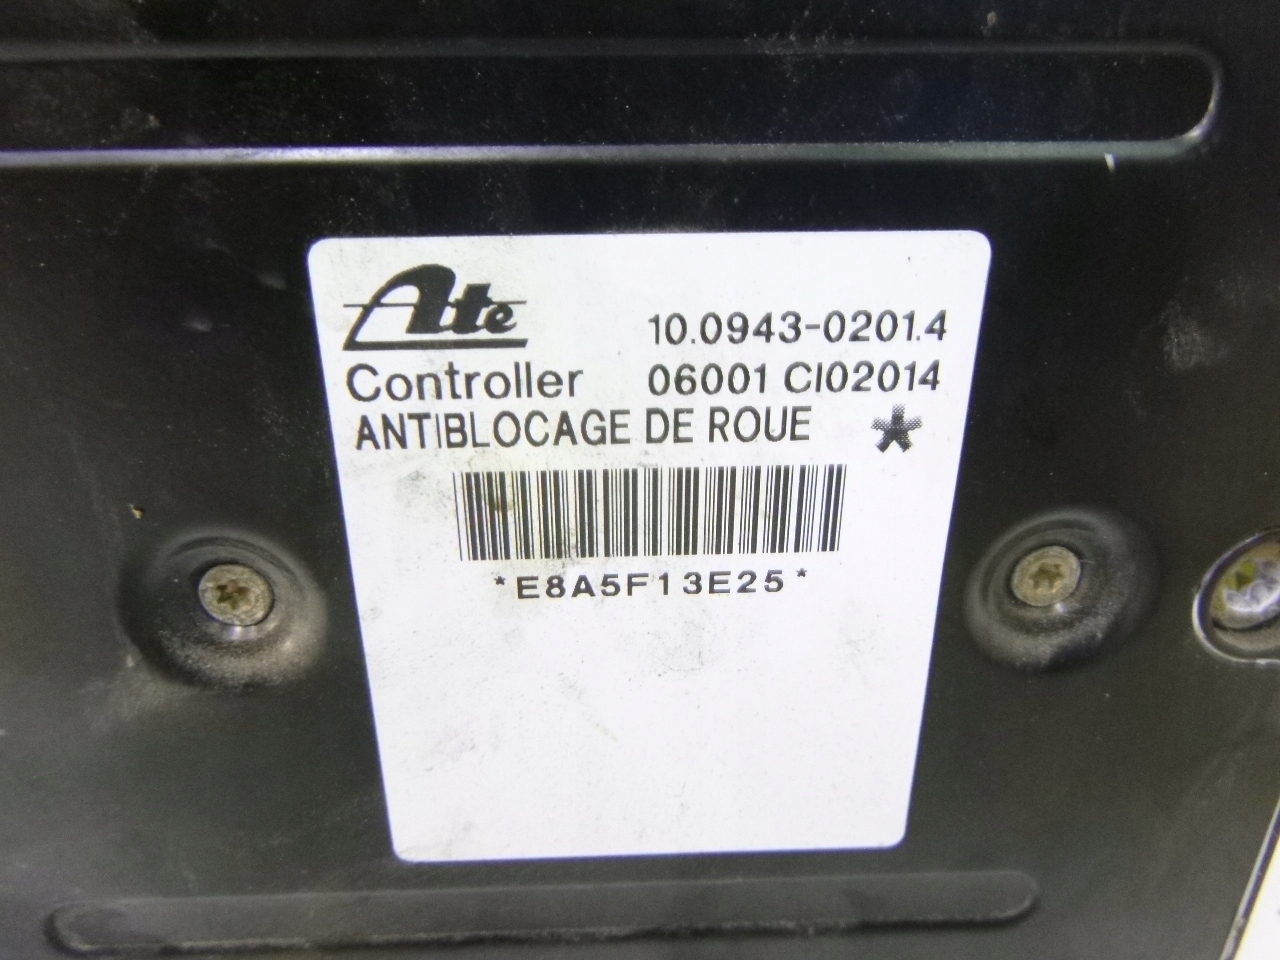 Ate 10.0943-0201.4
Controller 06001 CI02014
ANTIBLOCAGE DE ROUE *
*E8A5F13E25*